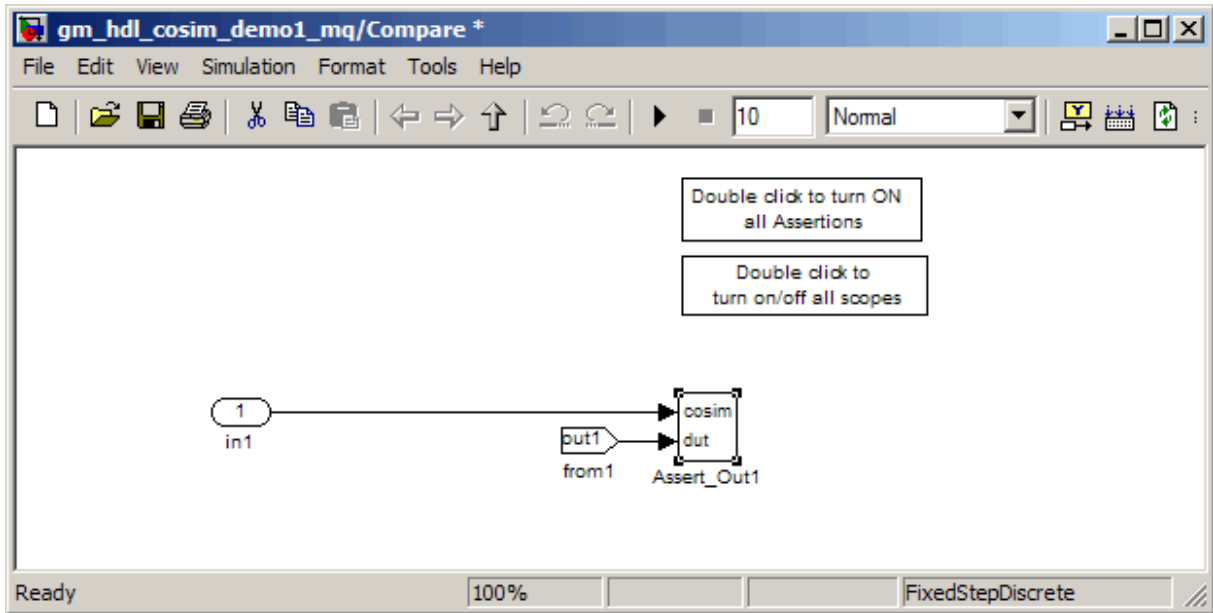 gm_hdl_cosim_demo1_mq/Compare *
File Edit View Simulation Format Tools Help
10 Normal
Double click to turn ON
all Assertions
Double click to
turn on/off all scopes
1
in1
out1
from1
cosim
dut
Assert_Out1
Ready 100% FixedStepDiscrete